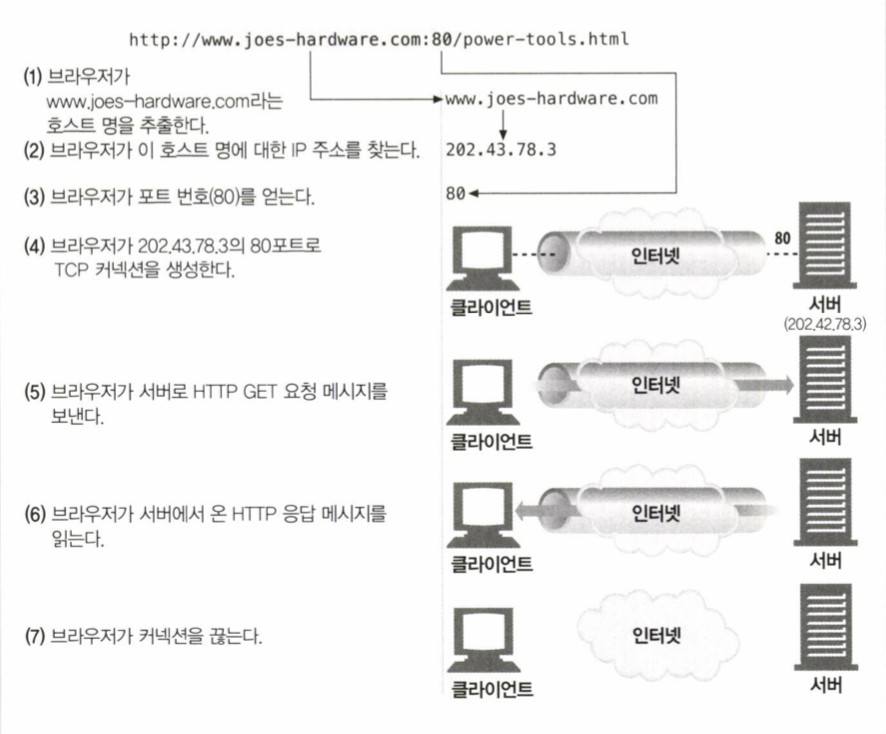 http://www.joes-hardware.com:80/power-tools.html
(1) 브라우저가
www.joes-hardware.com라는
호스트 명을 추출한다.
www.joes-hardware.com
(2) 브라우저가 이 호스트 명에 대한 IP 주소를 찾는다.
202.43.78.3
(3) 브라우저가 포트 번호(80)를 얻는다.
80
(4) 브라우저가 202.43.78.3의 80포트로
TCP 커넥션을 생성한다.
인터넷
80
클라이언트
서버
(202.42.78.3)
(5) 브라우저가 서버로 HTTP GET 요청 메시지를
보낸다.
인터넷
클라이언트
서버
(6) 브라우저가 서버에서 온 HTTP 응답 메시지를
읽는다.
인터넷
클라이언트
서버
(7) 브라우저가 커넥션을 끊는다.
인터넷
클라이언트
서버